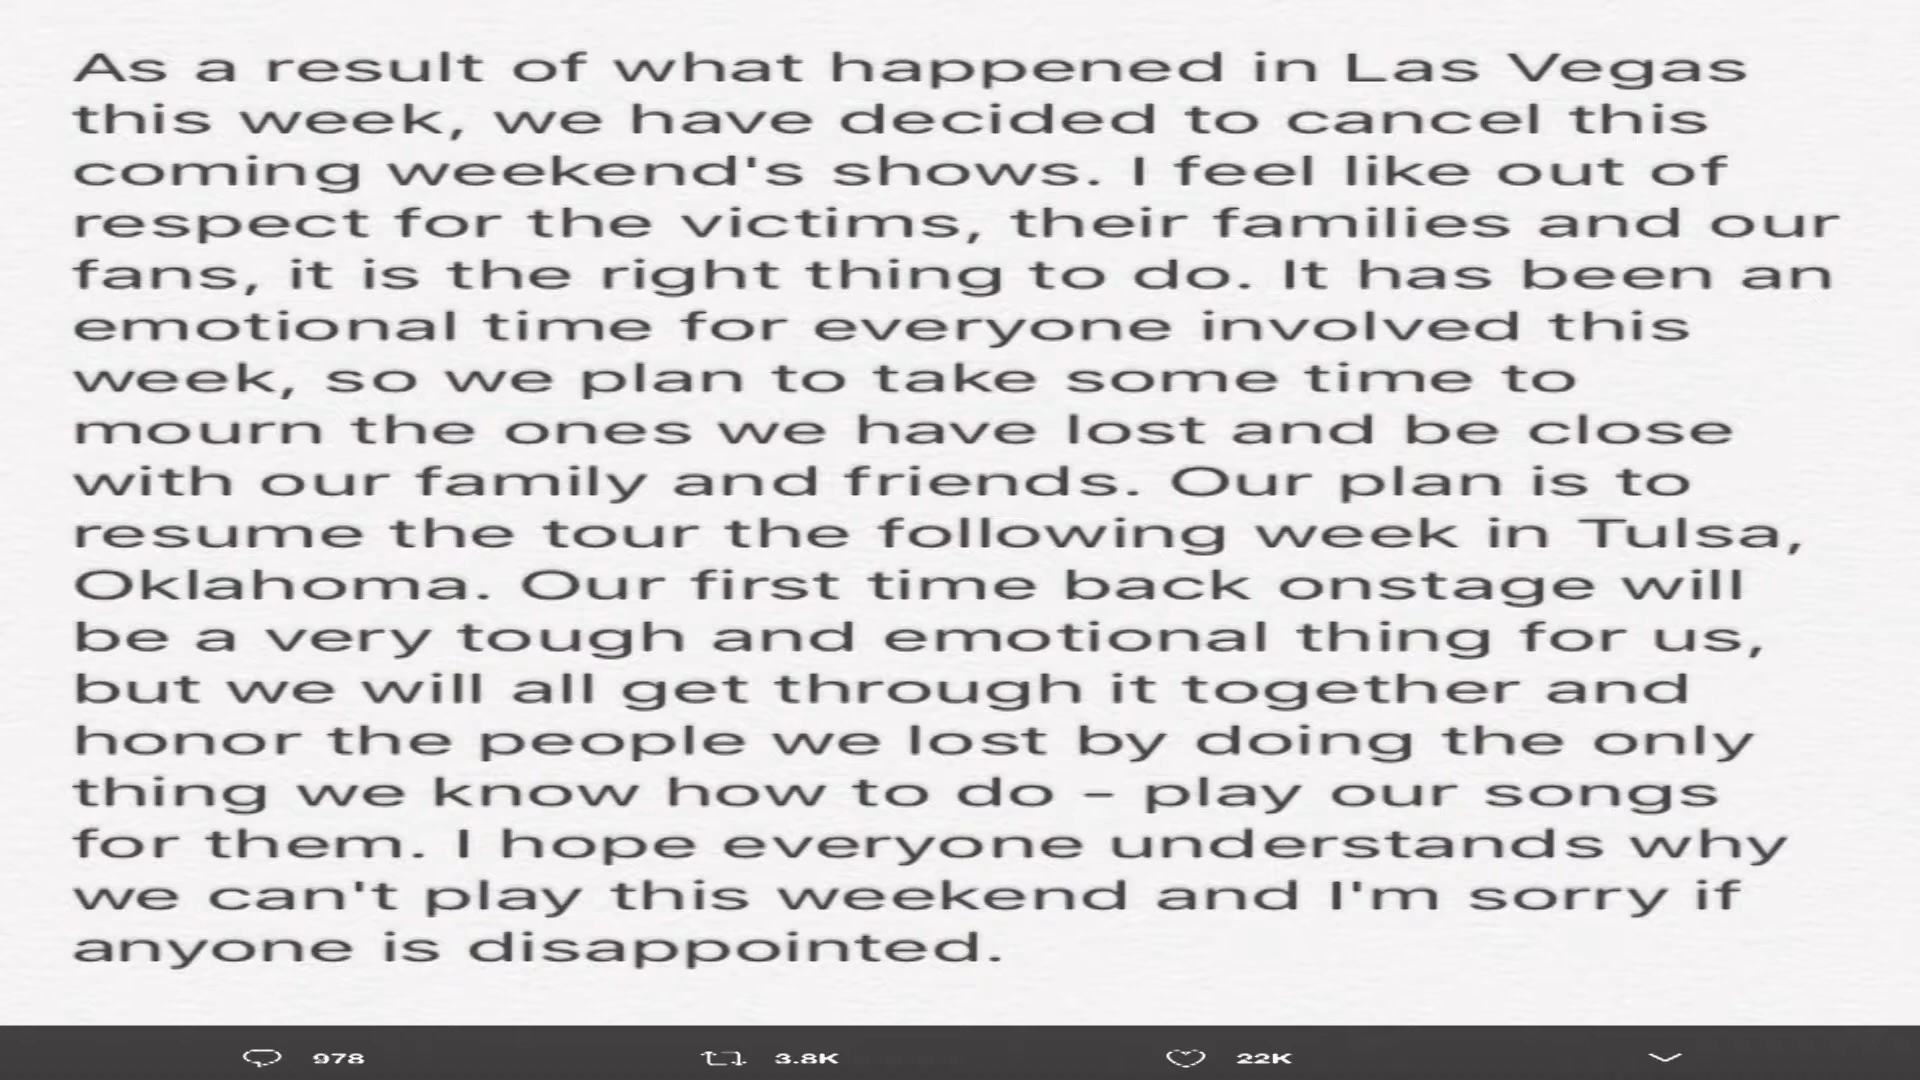 As a result of what happened in Las Vegas
this week, we have decided to cancel this
coming weekend's shows. I feel like out of
respect for the victims, their families and our
fans, it is the right thing to do. It has been an
emotional time for everyone involved this
week, so we plan to take some time to
mourn the ones we have lost and be close
with our family and friends. Our plan is to
resume the tour the following week in Tulsa,
Oklahoma. Our first time back onstage will
be a very tough and emotional thing for us,
but we will all get through it together and
honor the people we lost by doing the only
thing we know how to do - play our songs
for them. I hope everyone understands why
we can't play this weekend and I'm sorry if
anyone is disappointed.
978 3.8K 22K